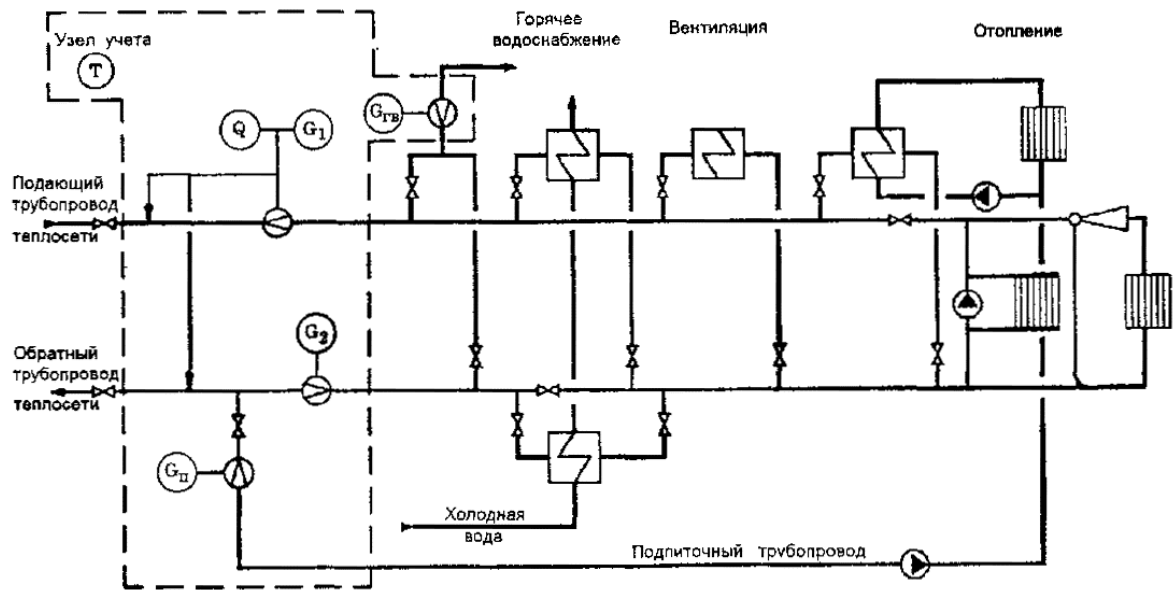 Узел учета
T
Горячее
водоснабжение
Вентиляция
Отопление
GГВ
Q
G1
Подающий
трубопровод
теплосети
G2
Обратный
трубопровод
теплосети
GП
Холодная
вода
Подпиточный трубопровод